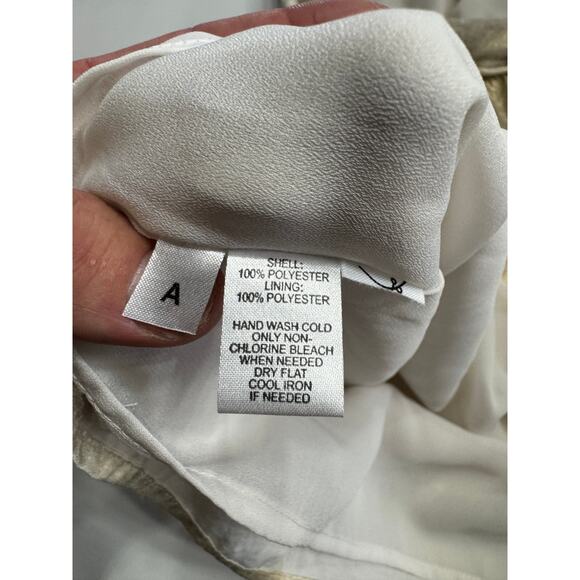 A
SHELL:
100% POLYESTER
LINING:
100% POLYESTER
HAND WASH COLD
ONLY NON-
CHLORINE BLEACH
WHEN NEEDED
DRY FLAT
COOL IRON
IF NEEDED